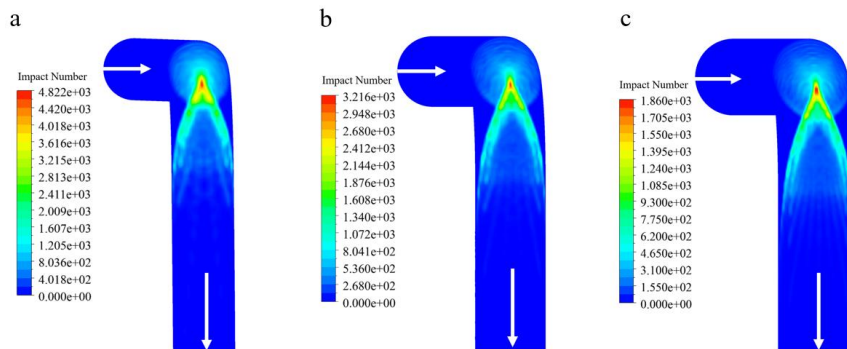 a
Impact Number
4.822e+03
4.420e+03
4.018e+03
3.616e+03
3.215e+03
2.813e+03
2.411e+03
2.009e+03
1.607e+03
1.205e+03
8.036e+02
4.018e+02
0.000e+00
b
Impact Number
3.216e+03
2.948e+03
2.680e+03
2.412e+03
2.144e+03
1.876e+03
1.608e+03
1.340e+03
1.072e+03
8.041e+02
5.360e+02
2.680e+02
0.000e+00
c
Impact Number
1.860e+03
1.705e+03
1.550e+03
1.395e+03
1.240e+03
1.085e+03
9.300e+02
7.750e+02
6.200e+02
4.650e+02
3.100e+02
1.550e+02
0.000e+00